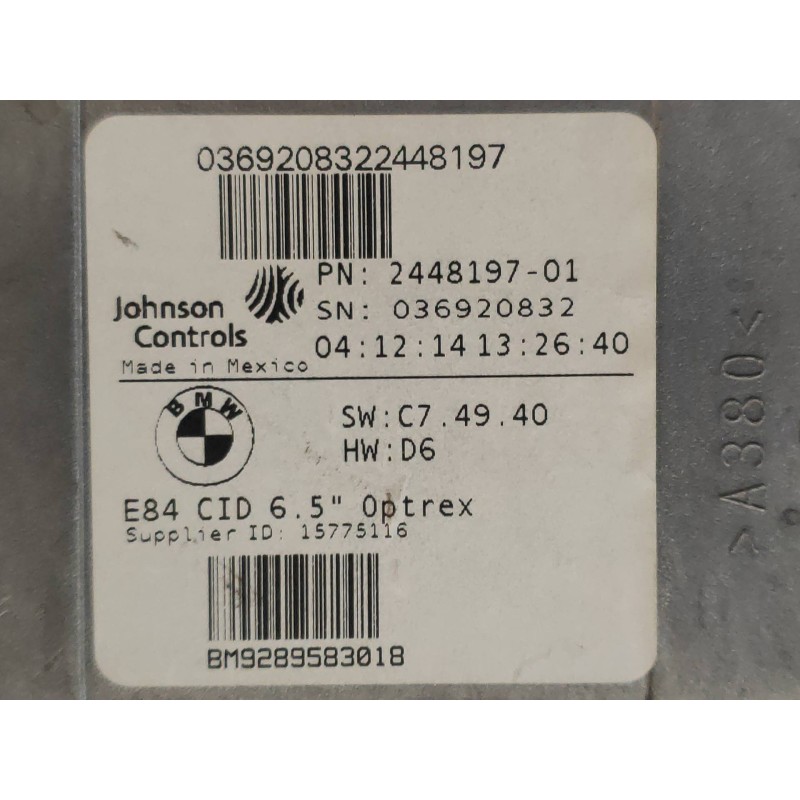 0369208322448197
PN: 2448197-01
SN: 036920832
Johnson
Controls
04:12:14 13:26:40
Made in Mexico
BMW
SW:C7.49.40
HW:D6
E84 CID 6.5" Optrex
Supplier ID: 15775116
BM9289583018
>A380<